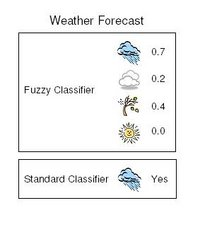 Weather Forecast
0.7
0.2
Fuzzy Classifier
0.4
0.0
Standard Classifier Yes